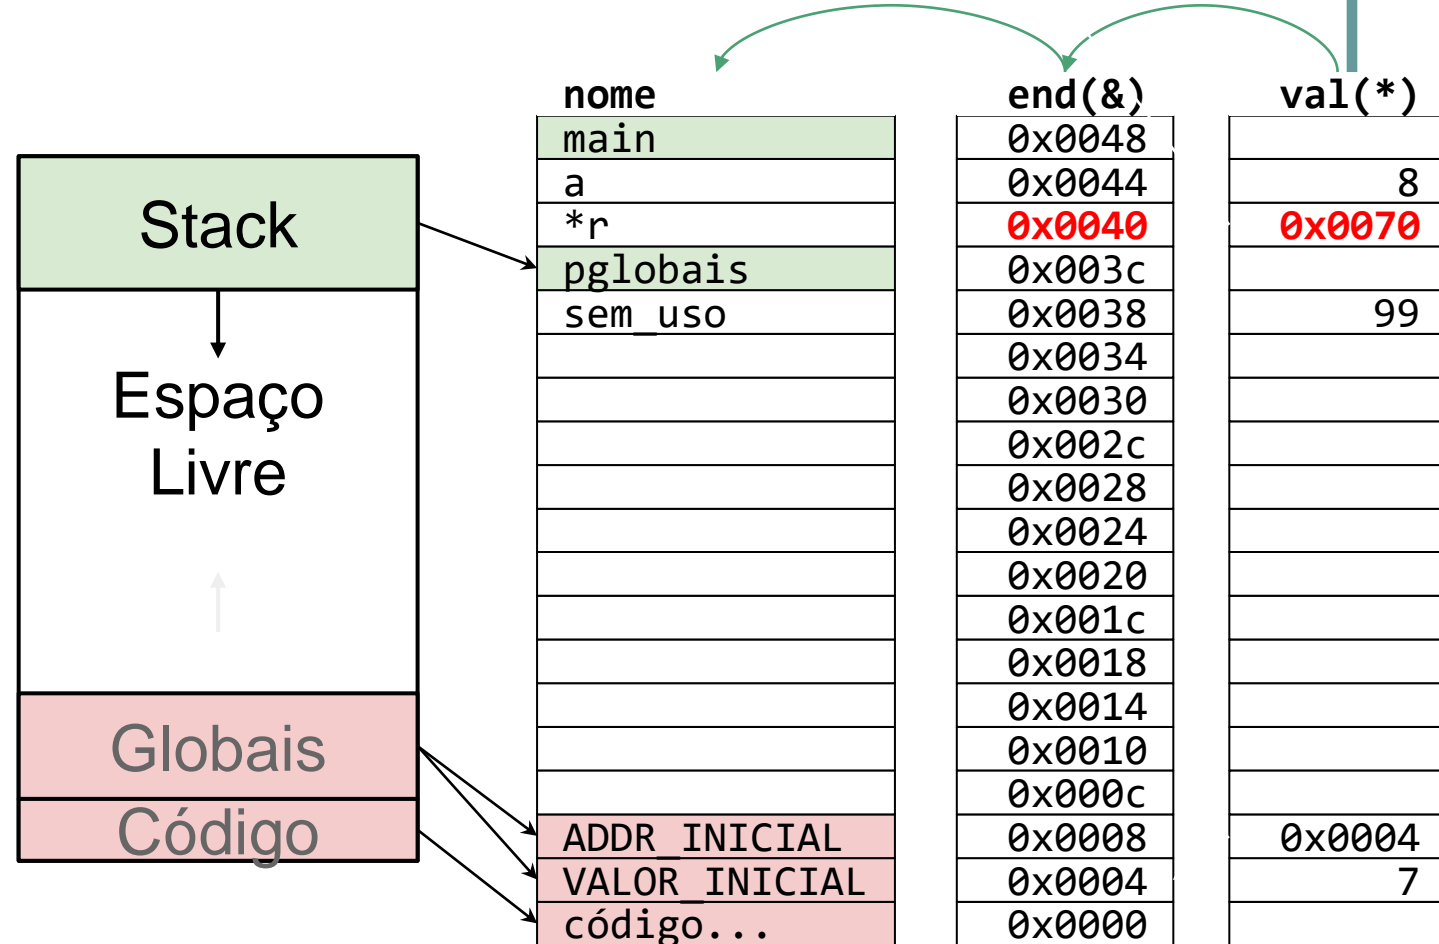 nome end(&) val(*)
main 0x0048
a 0x0044 8
*r 0x0040 0x0070
pglobais 0x003c
sem_uso 0x0038 99
0x0034
0x0030
0x002c
0x0028
0x0024
0x0020
0x001c
0x0018
0x0014
0x0010
0x000c
ADDR_INICIAL 0x0008 0x0004
VALOR_INICIAL 0x0004 7
código... 0x0000
Stack
Espaço
Livre
Globais
Código